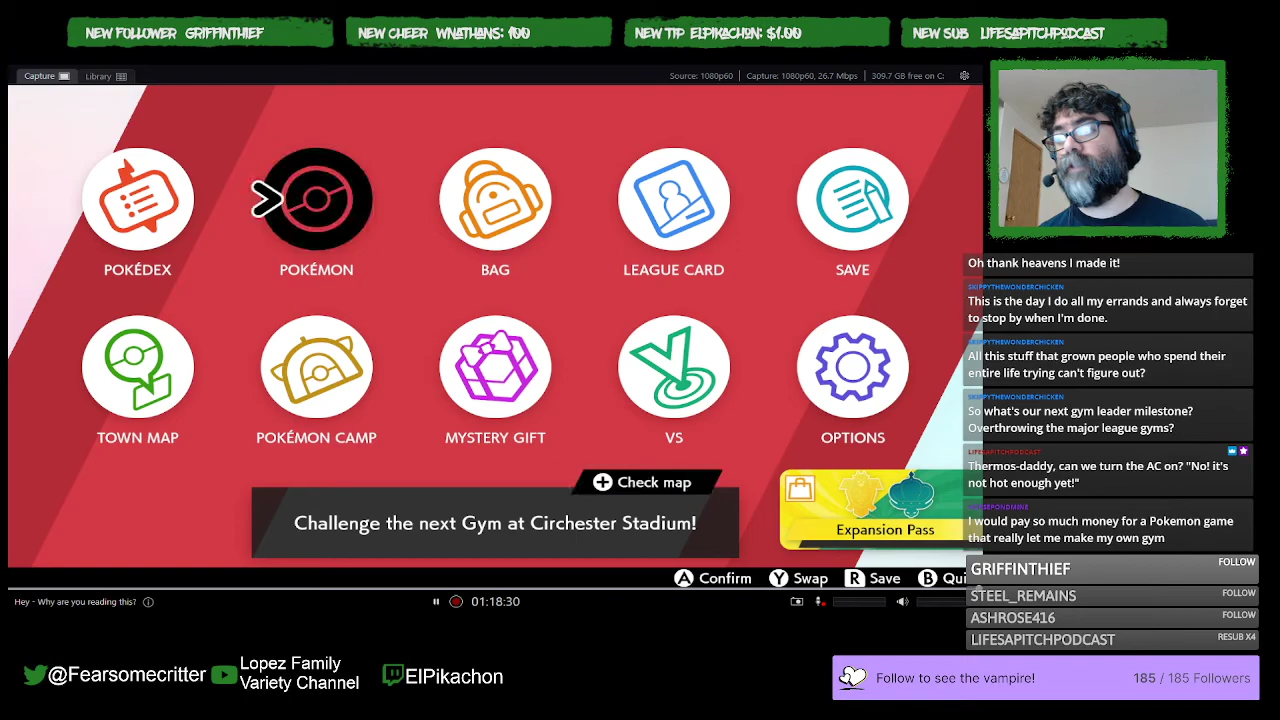 NEW FOLLOWER GRIFFINTHIEF
NEW CHEER WNATHANS: 100
NEW TIP ELPIKACHON: $1.00
NEW SUB LIFESAPITCHPODCAST
Capture
Library
Source: 1080p60
Capture: 1080p60, 26.7 Mbps
309.7 GB free on C:
POKÉDEX
POKÉMON
BAG
LEAGUE CARD
SAVE
TOWN MAP
POKÉMON CAMP
MYSTERY GIFT
VS
OPTIONS
Check map
Challenge the next Gym at Circhester Stadium!
Expansion Pass
A Confirm
Y Swap
R Save
B Qui
Hey - Why are you reading this?
01:18:30
Oh thank heavens I made it!
SKIPPYTHEWONDERCHICKEN
This is the day I do all my errands and always forget
to stop by when I'm done.
SKIPPYTHEWONDERCHICKEN
All this stuff that grown people who spend their
entire life trying can't figure out?
SKIPPYTHEWONDERCHICKEN
So what's our next gym leader milestone?
Overthrowing the major league gyms?
LIFESAPITCHPODCAST
Thermos-daddy, can we turn the AC on? "No! it's
not hot enough yet!"
I would pay so much money for a Pokemon game
that really let me make my own gym
GRIFFINTHIEF FOLLOW
STEEL_REMAINS FOLLOW
ASHROSE416 FOLLOW
LIFESAPITCHPODCAST RESUB X4
@Fearsomecritter
Lopez Family
Variety Channel
ElPikachon
Follow to see the vampire!
185 / 185 Followers